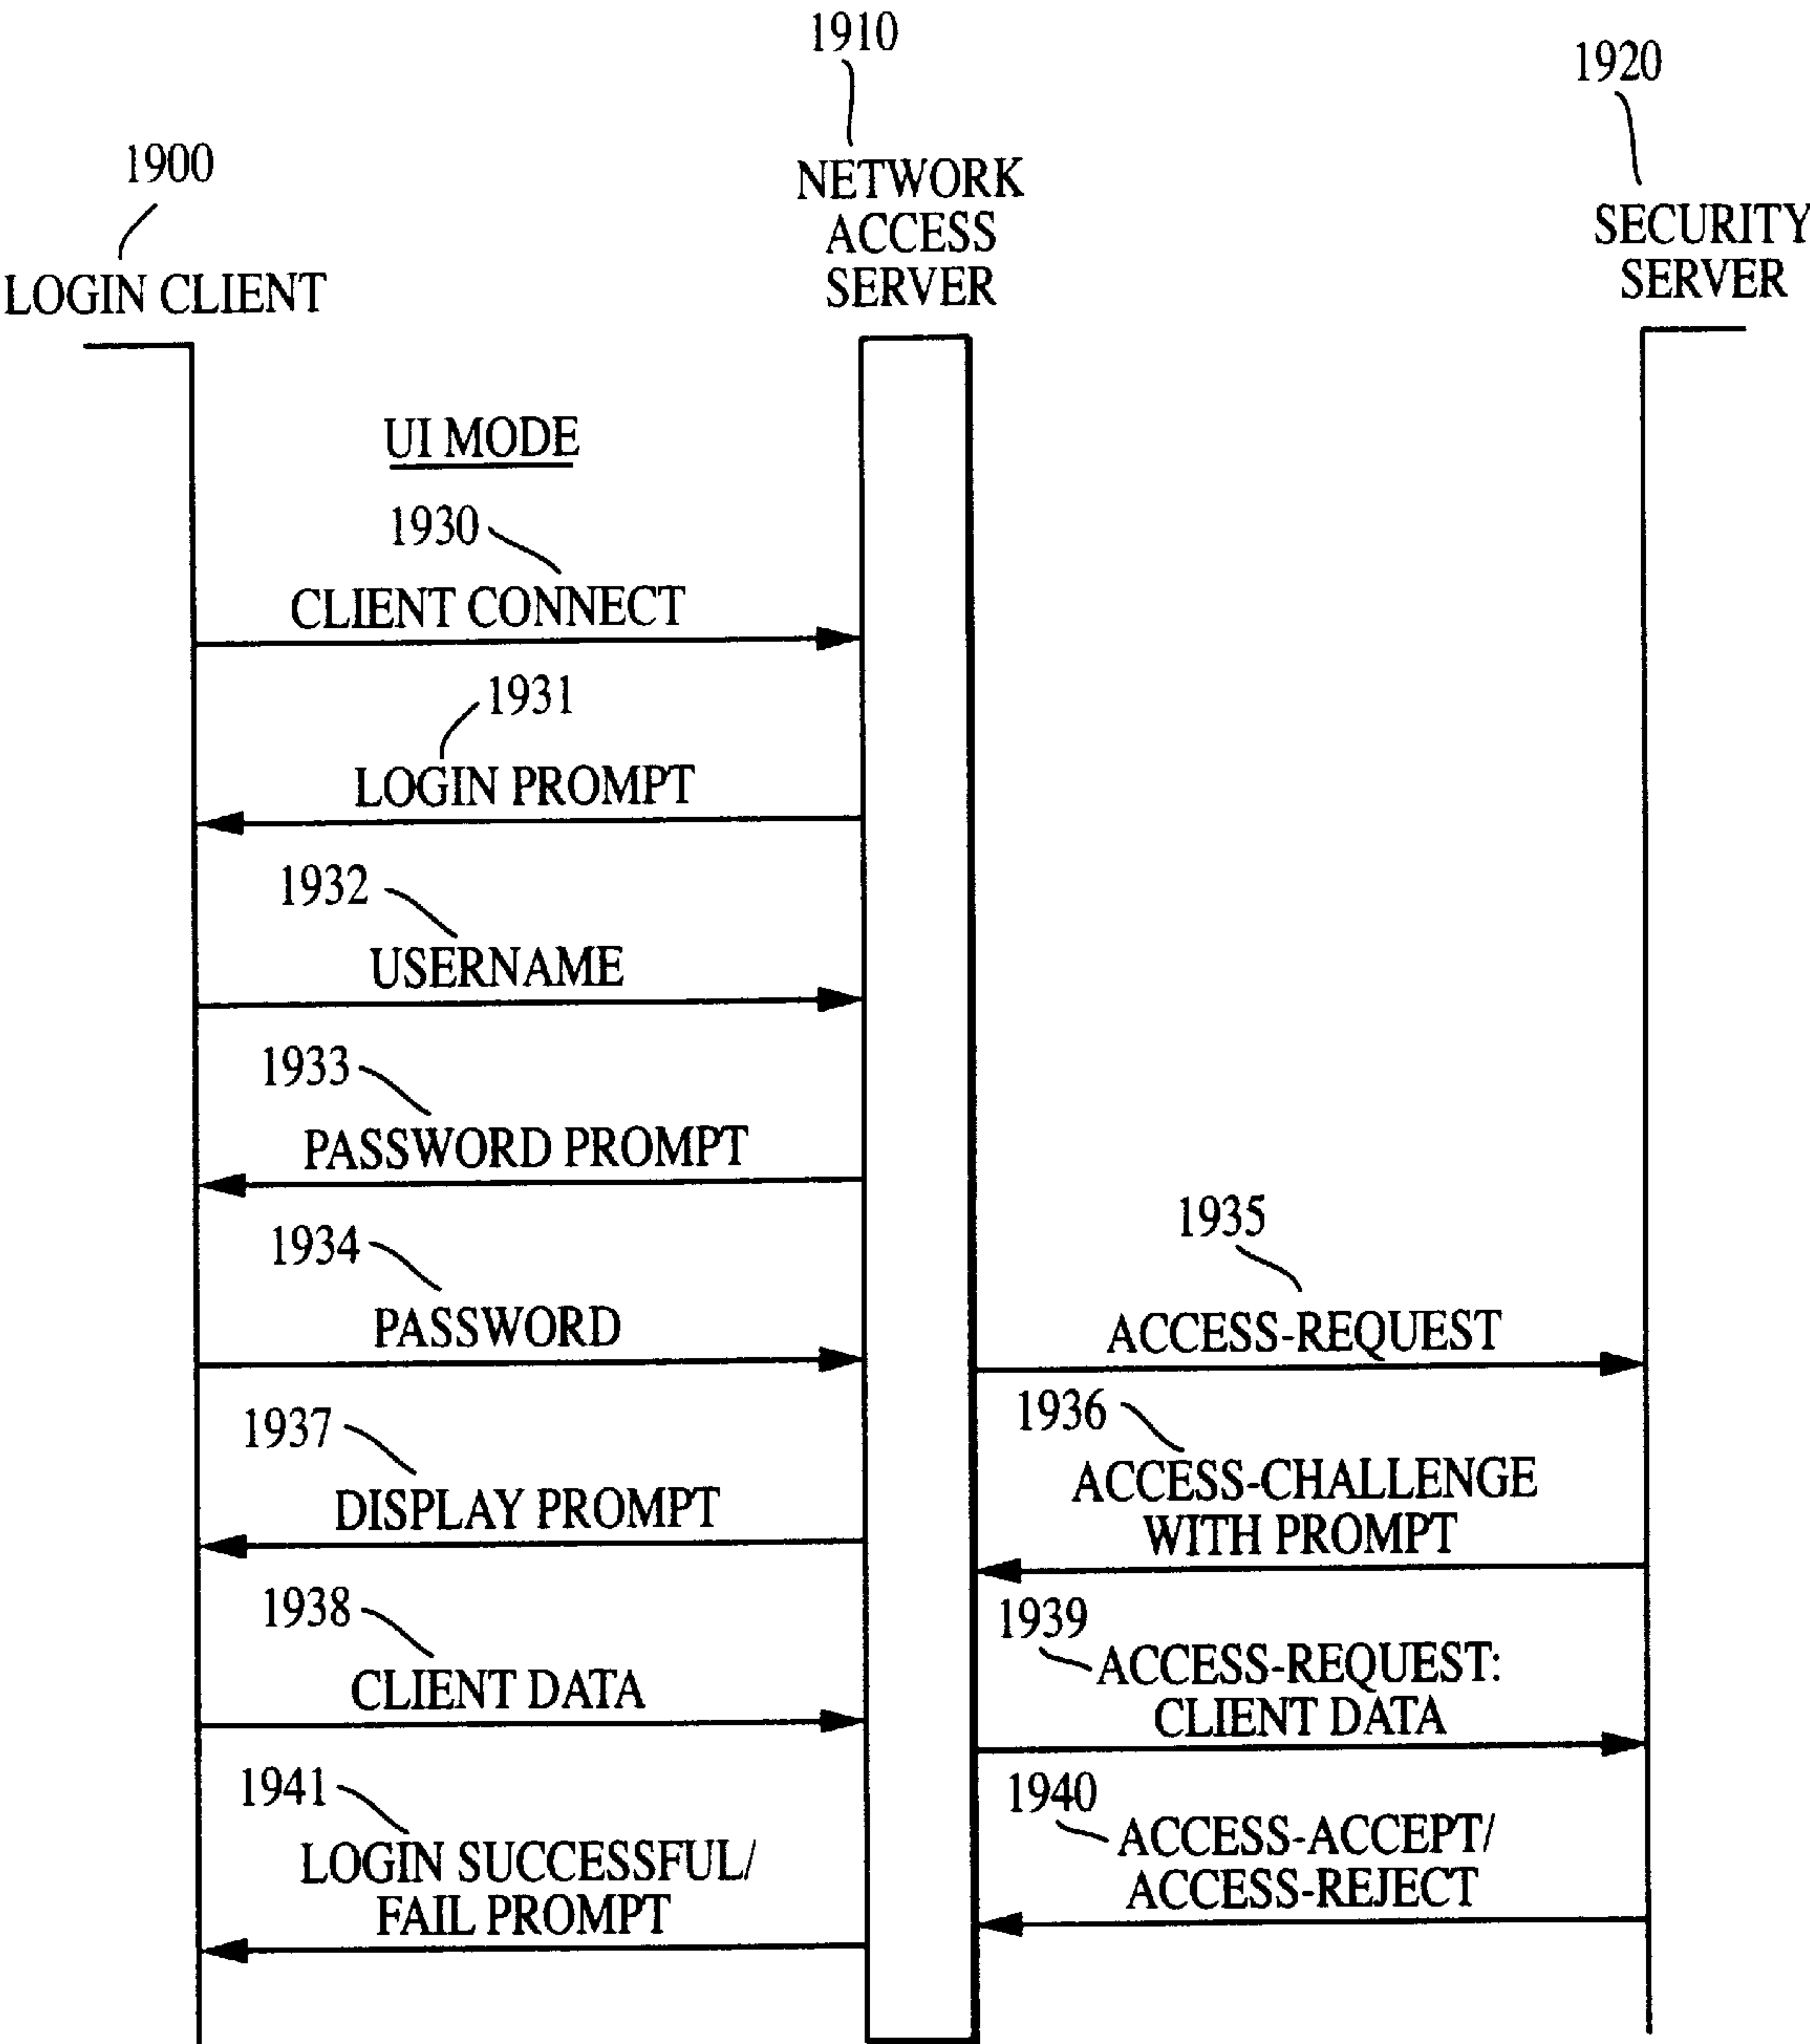 1910
1920
1900
NETWORK
ACCESS
SERVER
SECURITY
SERVER
LOGIN CLIENT
UI MODE
1930
CLIENT CONNECT
1931
LOGIN PROMPT
1932
USERNAME
1933
PASSWORD PROMPT
1934
PASSWORD
1935
ACCESS-REQUEST
1936
ACCESS-CHALLENGE
WITH PROMPT
1937
DISPLAY PROMPT
1938
CLIENT DATA
1939
ACCESS-REQUEST:
CLIENT DATA
1940
ACCESS-ACCEPT/
ACCESS-REJECT
1941
LOGIN SUCCESSFUL/
FAIL PROMPT